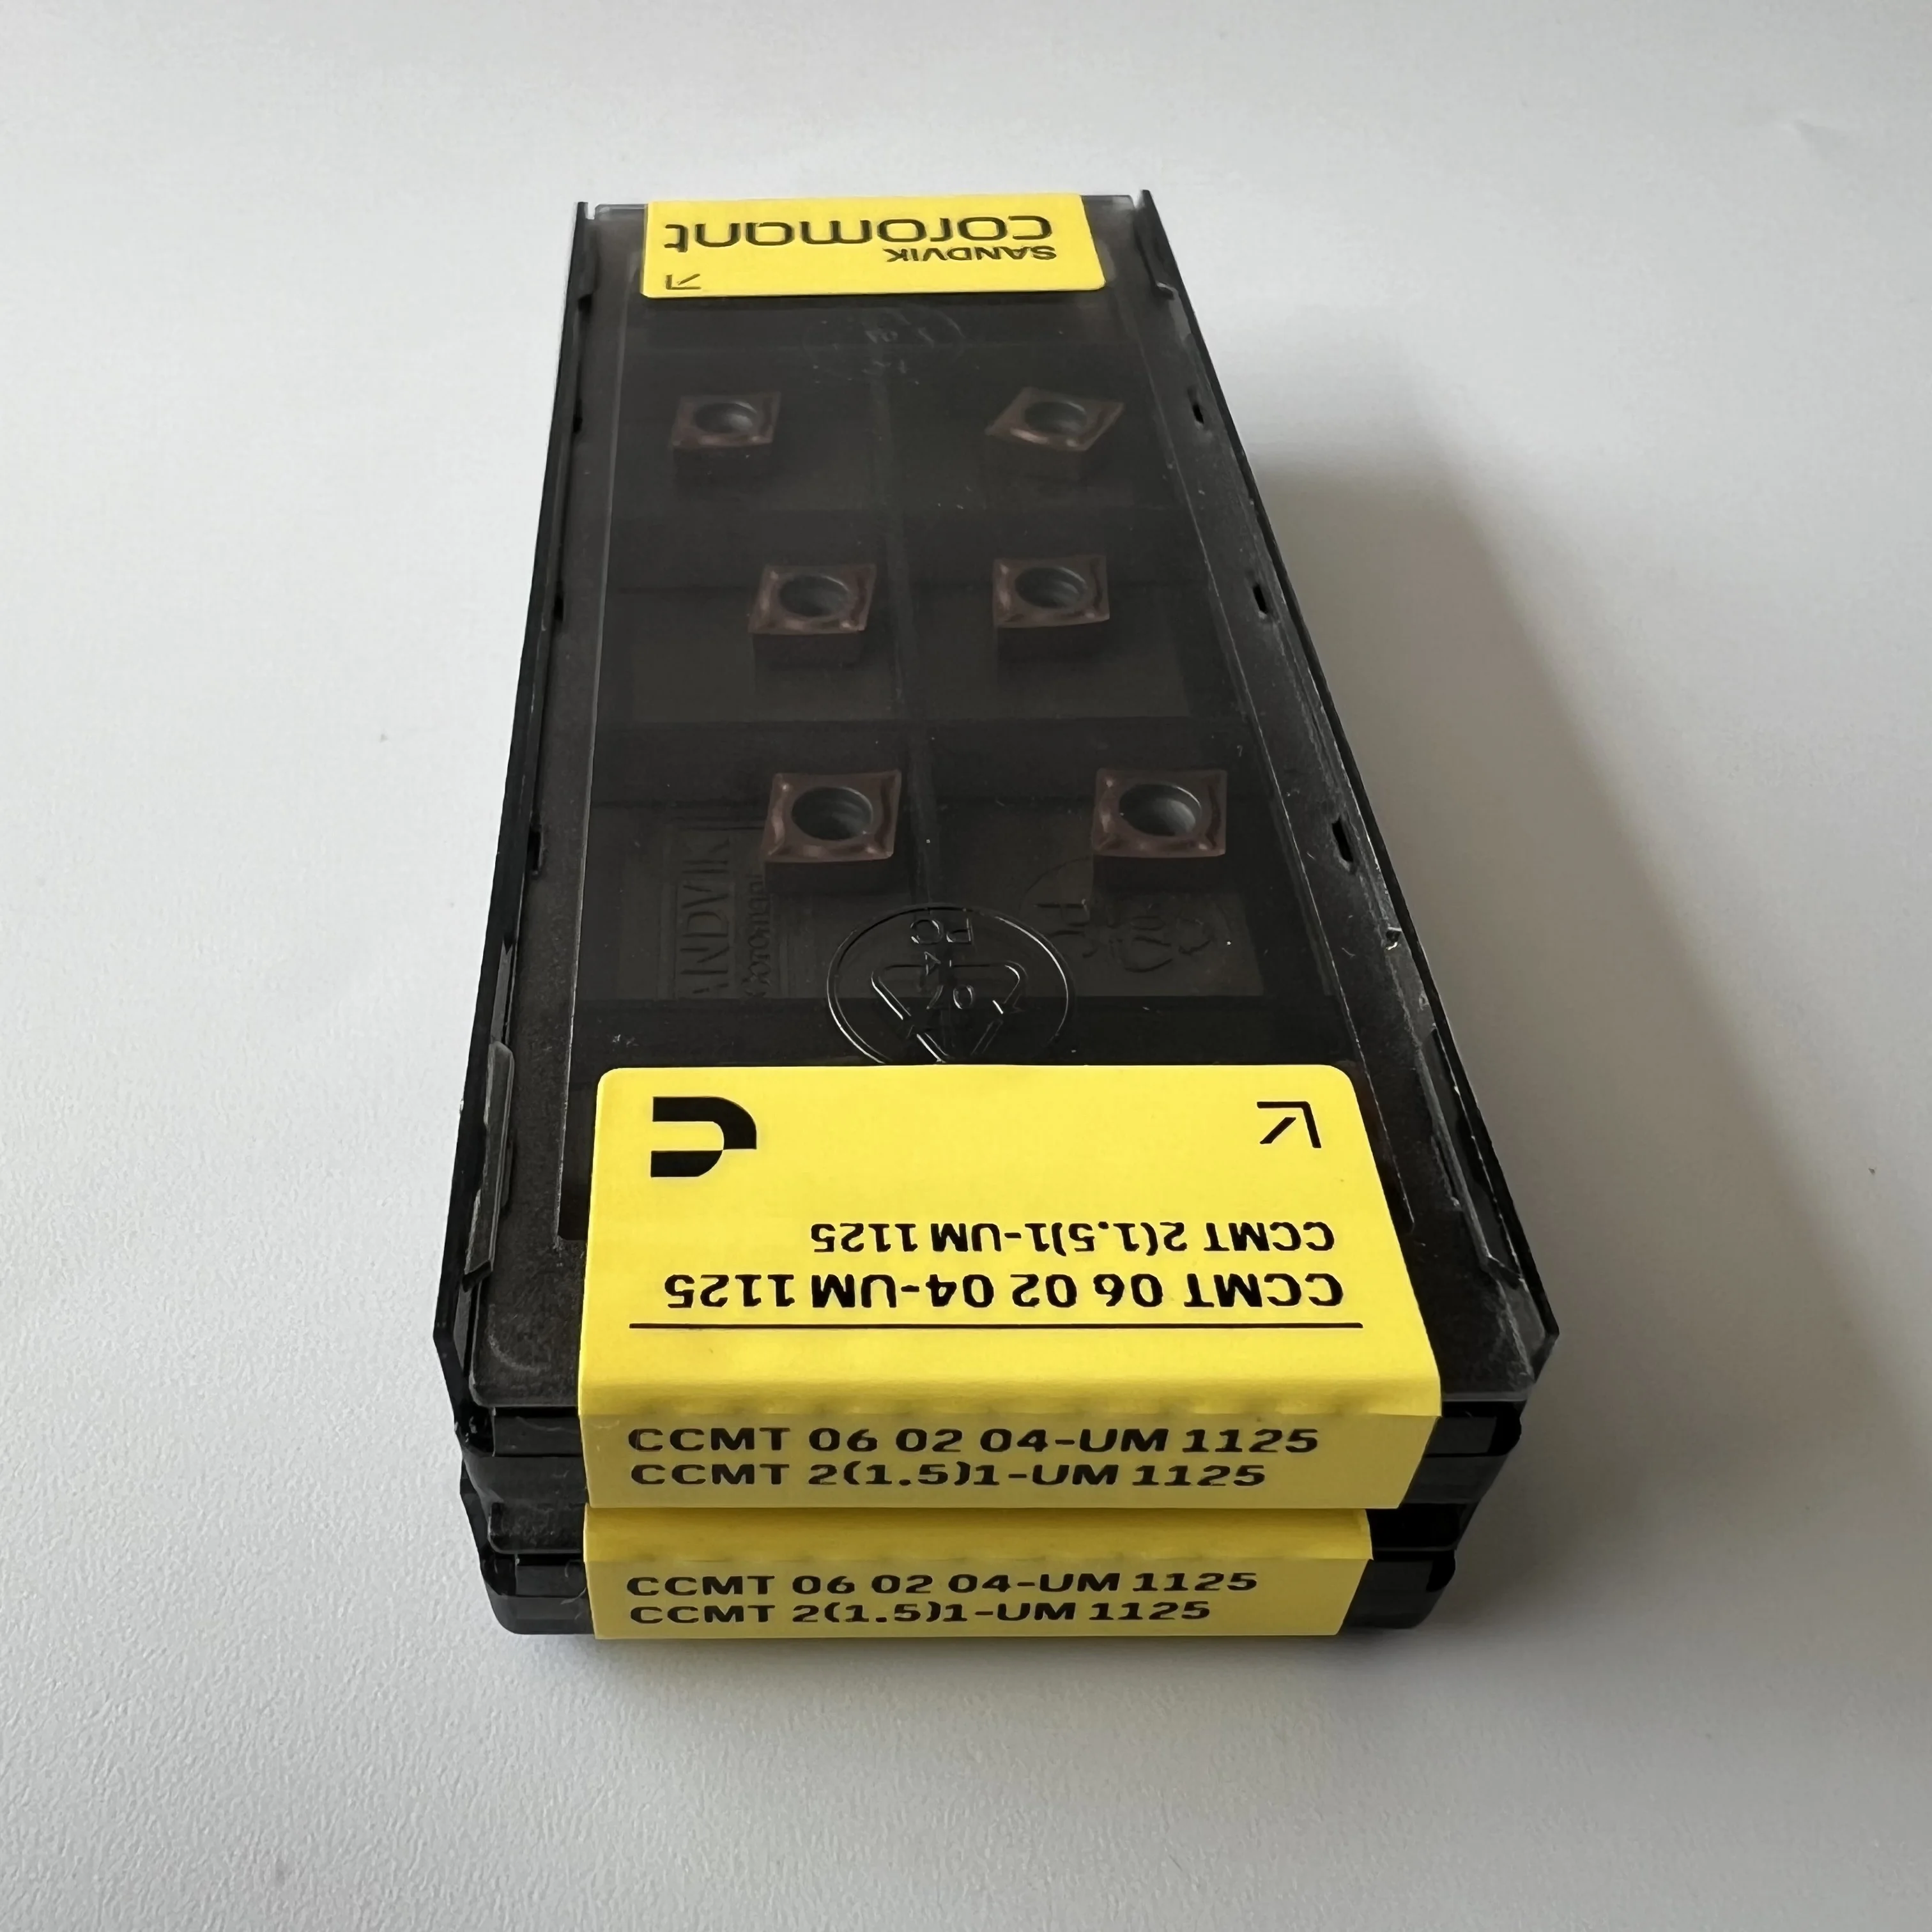 SANDVIK
coromant
PC
CCMT 2(1.5)1-UM 1125
CCMT 06 02 04-UM 1125
CCMT 06 02 04-UM 1125
CCMT 2(1.5)1-UM 1125
CCMT 06 02 04-UM 1125
CCMT 2(1.5)1-UM 1125